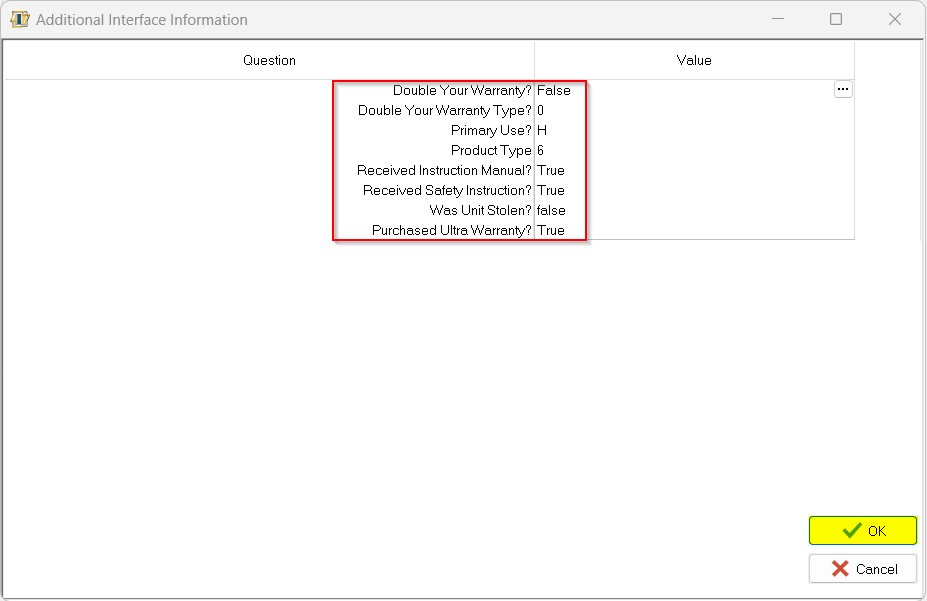 Additional Interface Information
Question Value
Double Your Warranty? False ...
Double Your Warranty Type? 0
Primary Use? H
Product Type 6
Received Instruction Manual? True
Received Safety Instruction? True
Was Unit Stolen? false
Purchased Ultra Warranty? True
OK
Cancel